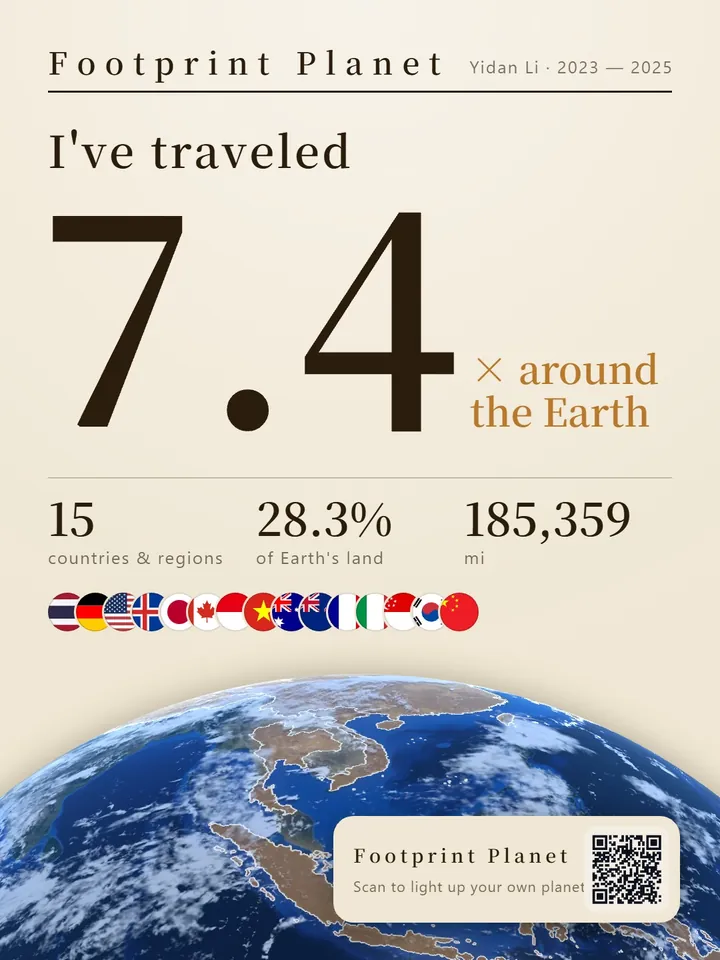 Footprint Planet
Yidan Li · 2023 — 2025
I've traveled
7.4
× around
the Earth
15
countries & regions
28.3%
of Earth's land
185,359
mi
Footprint Planet
Scan to light up your own planet